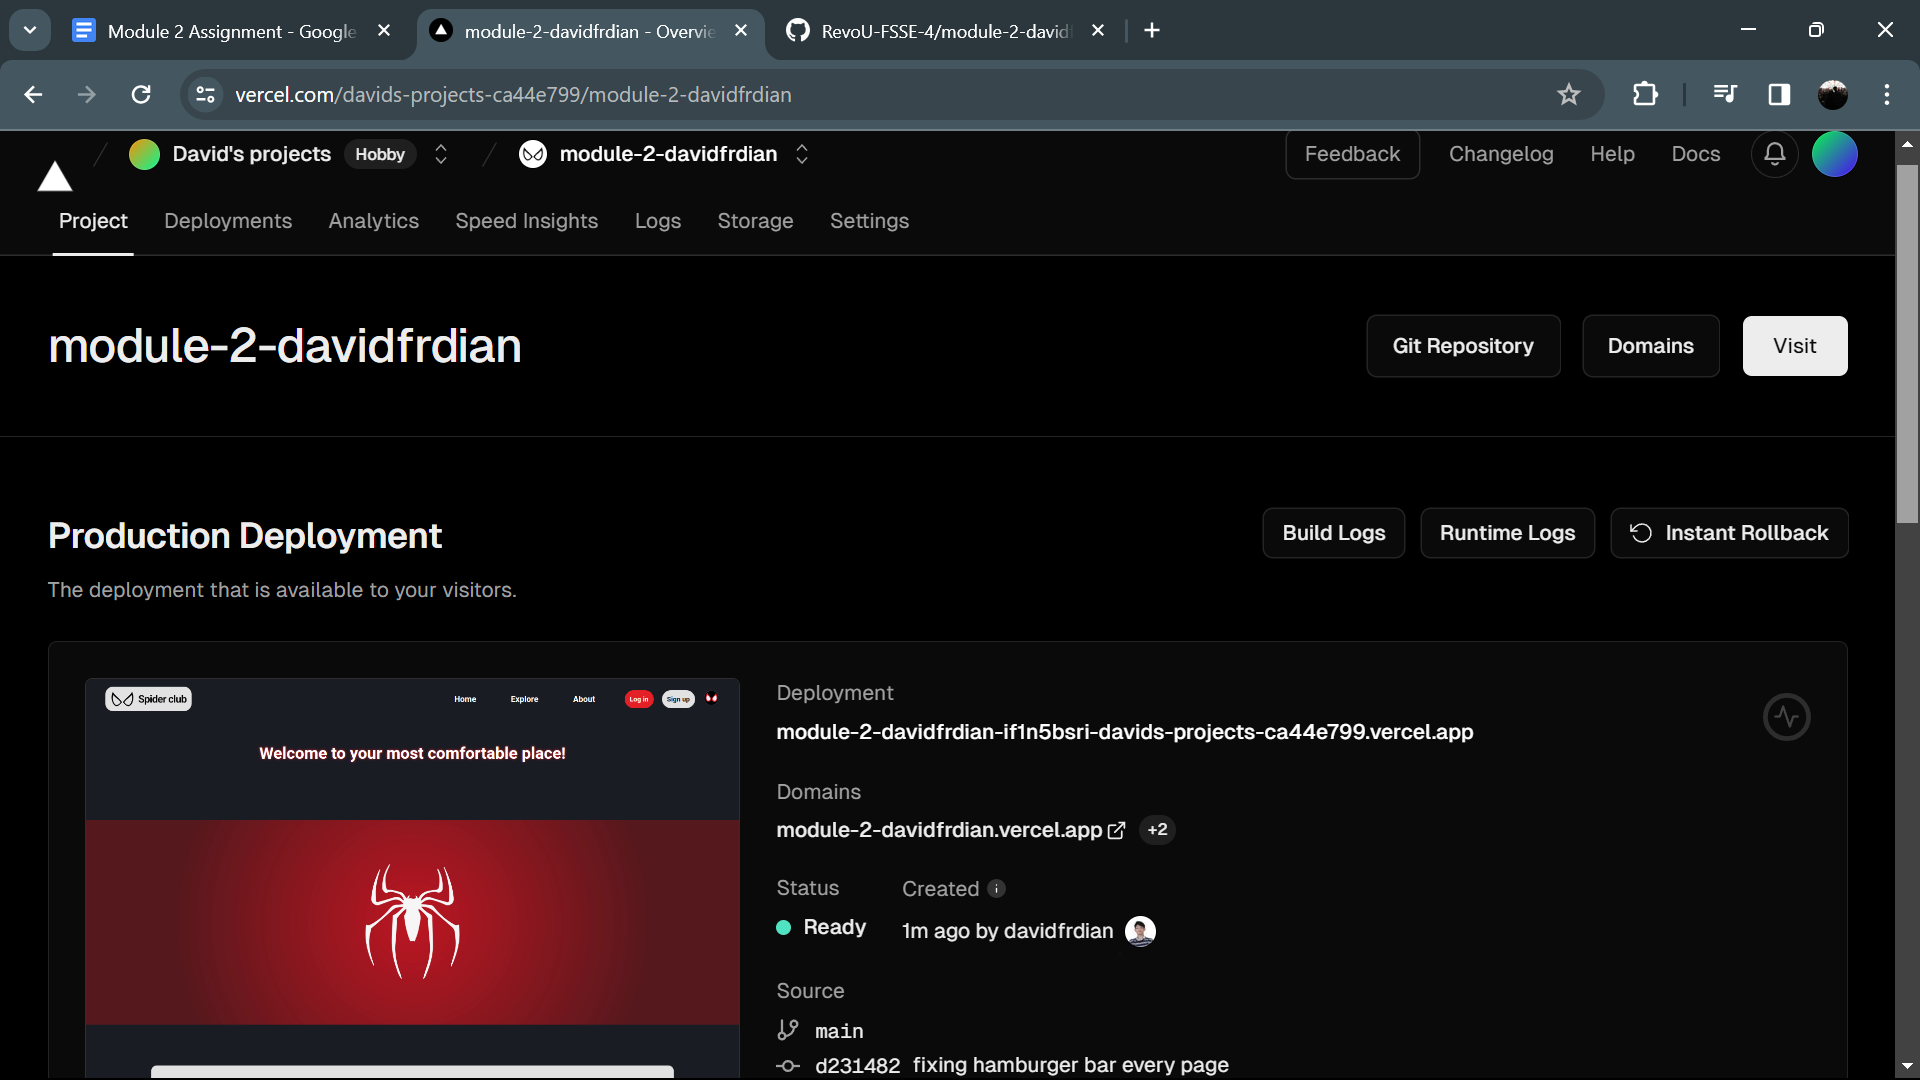 Module 2 Assignment - Google
module-2-davidfrdian - Overvie
RevoU-FSSE-4/module-2-david
vercel.com/davids-projects-ca44e799/module-2-davidfrdian
David's projects Hobby module-2-davidfrdian Feedback Changelog Help Docs
Project Deployments Analytics Speed Insights Logs Storage Settings
module-2-davidfrdian Git Repository Domains Visit
Production Deployment Build Logs Runtime Logs Instant Rollback
The deployment that is available to your visitors.
Spider club Home Explore About Log in Sign up
Welcome to your most comfortable place!
Deployment
module-2-davidfrdian-if1n5bsri-davids-projects-ca44e799.vercel.app
Domains
module-2-davidfrdian.vercel.app +2
Status Created
Ready 1m ago by davidfrdian
Source
main
d231482 fixing hamburger bar every page